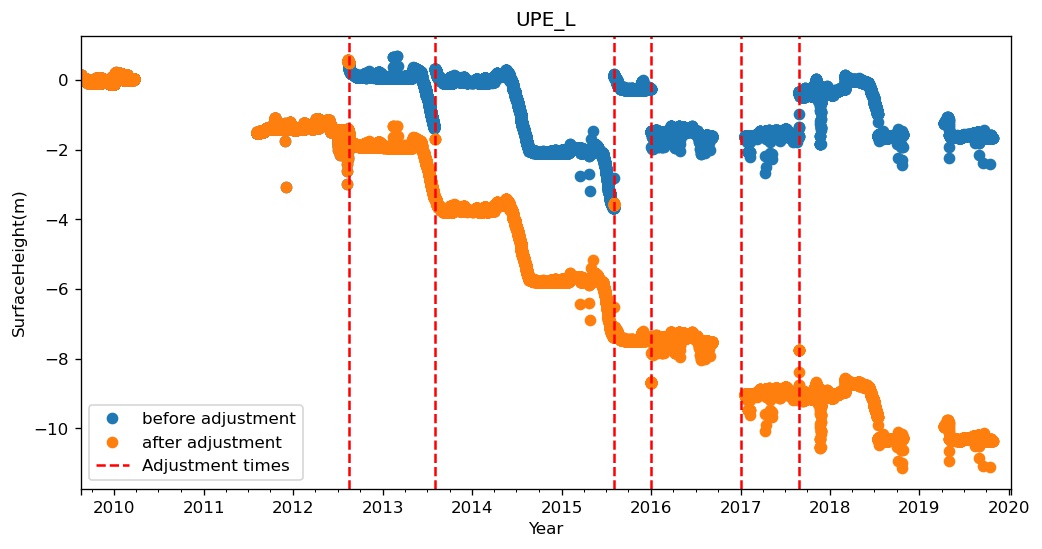 UPE_L
SurfaceHeight(m)
0
−2
−4
−6
−8
−10
before adjustment
after adjustment
Adjustment times
2010 2011 2012 2013 2014 2015 2016 2017 2018 2019 2020
Year